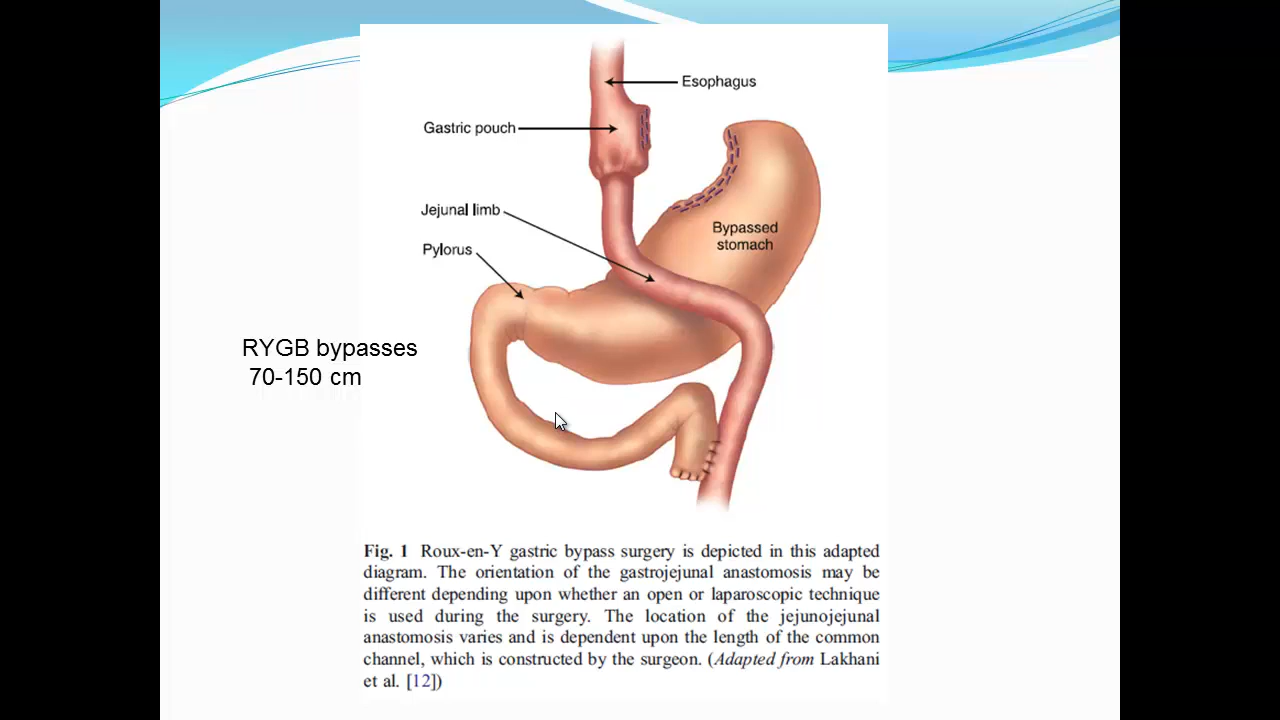 Esophagus
Gastric pouch
Jejunal limb
Bypassed
stomach
Pylorus
RYGB bypasses
70-150 cm
Fig. 1 Roux-en-Y gastric bypass surgery is depicted in this adapted
diagram. The orientation of the gastrojejunal anastomosis may be
different depending upon whether an open or laparoscopic technique
is used during the surgery. The location of the jejunojejunal
anastomosis varies and is dependent upon the length of the common
channel, which is constructed by the surgeon. (Adapted from Lakhani
et al. [12])